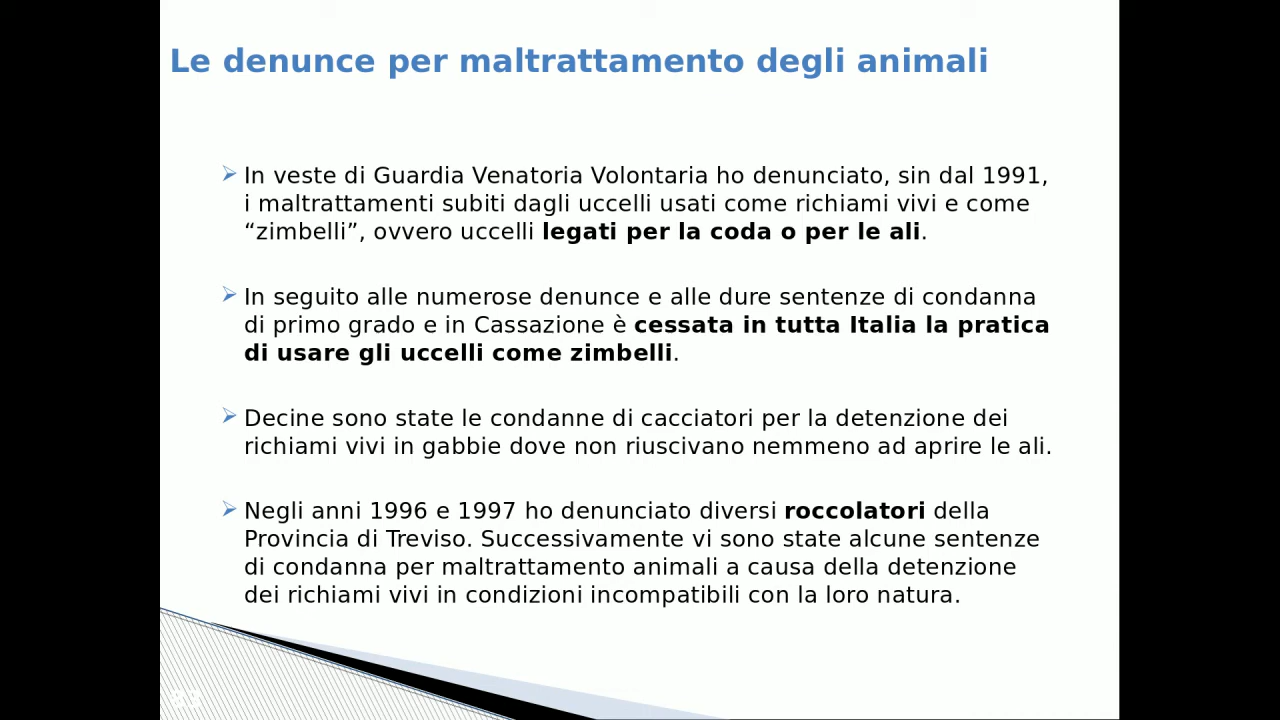 Le denunce per maltrattamento degli animali
In veste di Guardia Venatoria Volontaria ho denunciato, sin dal 1991,
i maltrattamenti subiti dagli uccelli usati come richiami vivi e come
“zimbelli”, ovvero uccelli legati per la coda o per le ali.
In seguito alle numerose denunce e alle dure sentenze di condanna
di primo grado e in Cassazione è cessata in tutta Italia la pratica
di usare gli uccelli come zimbelli.
Decine sono state le condanne di cacciatori per la detenzione dei
richiami vivi in gabbie dove non riuscivano nemmeno ad aprire le ali.
Negli anni 1996 e 1997 ho denunciato diversi roccolatori della
Provincia di Treviso. Successivamente vi sono state alcune sentenze
di condanna per maltrattamento animali a causa della detenzione
dei richiami vivi in condizioni incompatibili con la loro natura.